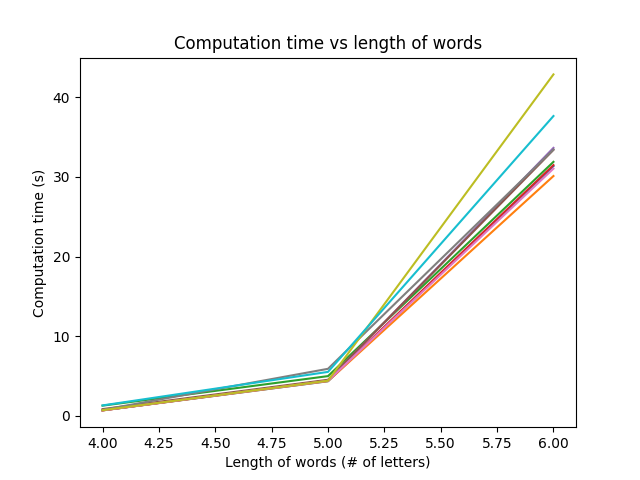 Computation time vs length of words
40
30
20
10
0
Computation time (s)
4.00 4.25 4.50 4.75 5.00 5.25 5.50 5.75 6.00
Length of words (# of letters)